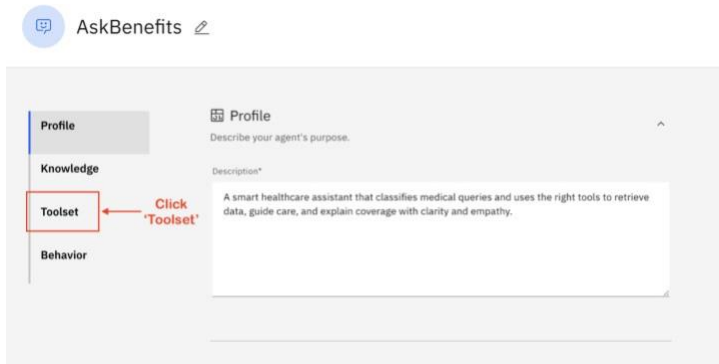 AskBenefits
Profile
Knowledge
Toolset
Behavior
Click
'Toolset'
Profile
Describe your agent's purpose.
Description*
A smart healthcare assistant that classifies medical queries and uses the right tools to retrieve
data, guide care, and explain coverage with clarity and empathy.